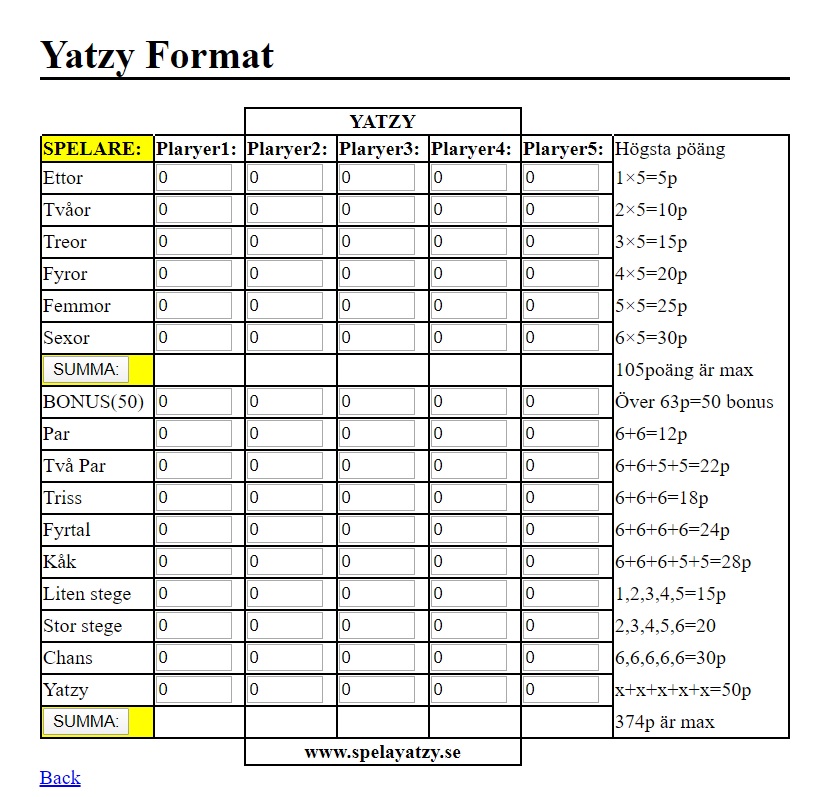 Yatzy Format
YATZY
SPELARE: Plaryer1: Plaryer2: Plaryer3: Plaryer4: Plaryer5: Högsta pöäng
Ettor 0 0 0 0 0 1×5=5p
Tvåor 0 0 0 0 0 2×5=10p
Treor 0 0 0 0 0 3×5=15p
Fyror 0 0 0 0 0 4×5=20p
Femmor 0 0 0 0 0 5×5=25p
Sexor 0 0 0 0 0 6×5=30p
SUMMA: 105poäng är max
BONUS(50) 0 0 0 0 0 Över 63p=50 bonus
Par 0 0 0 0 0 6+6=12p
Två Par 0 0 0 0 0 6+6+5+5=22p
Triss 0 0 0 0 0 6+6+6=18p
Fyrtal 0 0 0 0 0 6+6+6+6=24p
Kåk 0 0 0 0 0 6+6+6+5+5=28p
Liten stege 0 0 0 0 0 1,2,3,4,5=15p
Stor stege 0 0 0 0 0 2,3,4,5,6=20
Chans 0 0 0 0 0 6,6,6,6,6=30p
Yatzy 0 0 0 0 0 x+x+x+x+x=50p
SUMMA: 374p är max
www.spelayatzy.se
Back